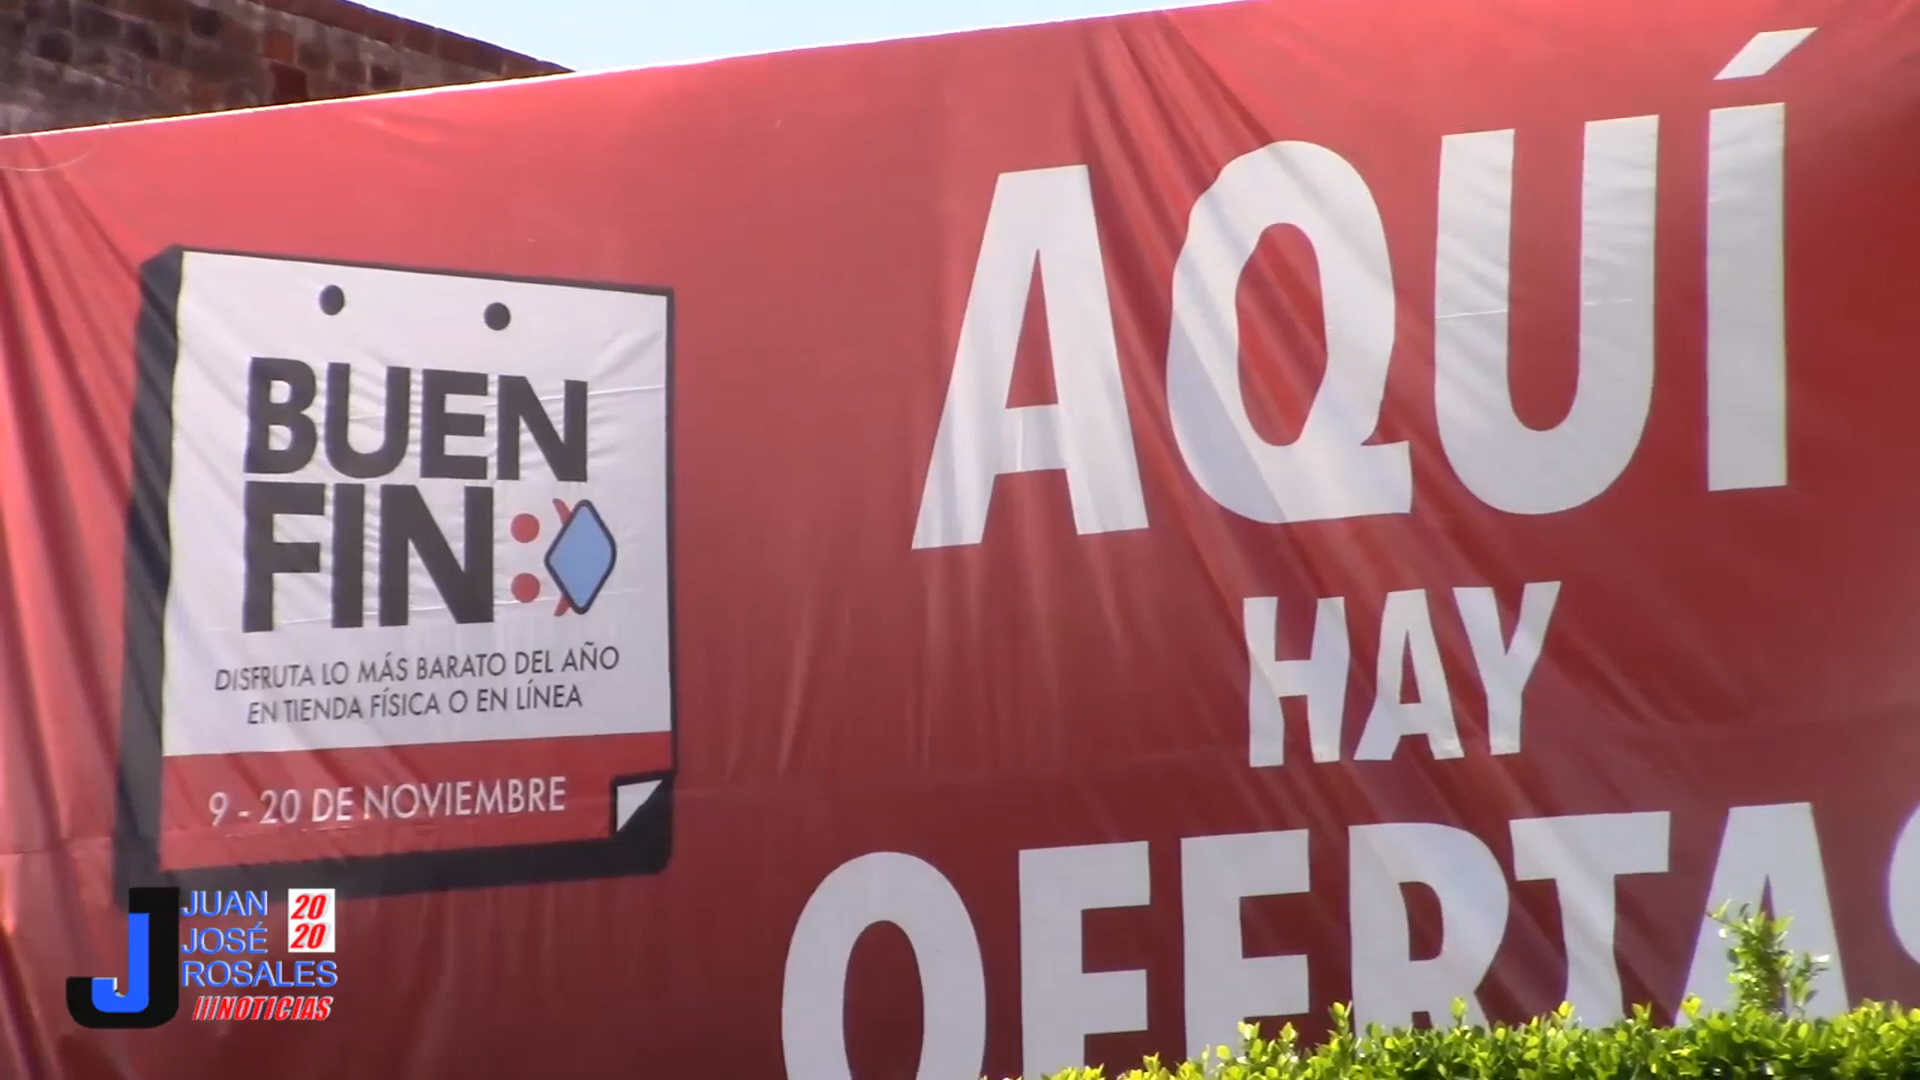 BUEN
FIN
DISFRUTA LO MÁS BARATO DEL AÑO
EN TIENDA FÍSICA O EN LÍNEA
9 - 20 DE NOVIEMBRE
AQUÍ
HAY
OFERTAS
JUAN
JOSÉ
ROSALES
///NOTICIAS
20
20